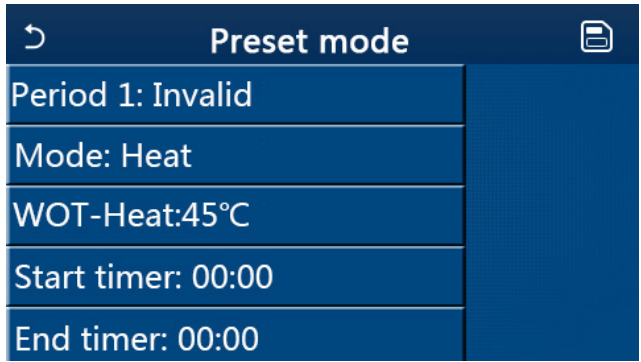 Preset mode
Period 1: Invalid
Mode: Heat
WOT-Heat:45℃
Start timer: 00:00
End timer: 00:00